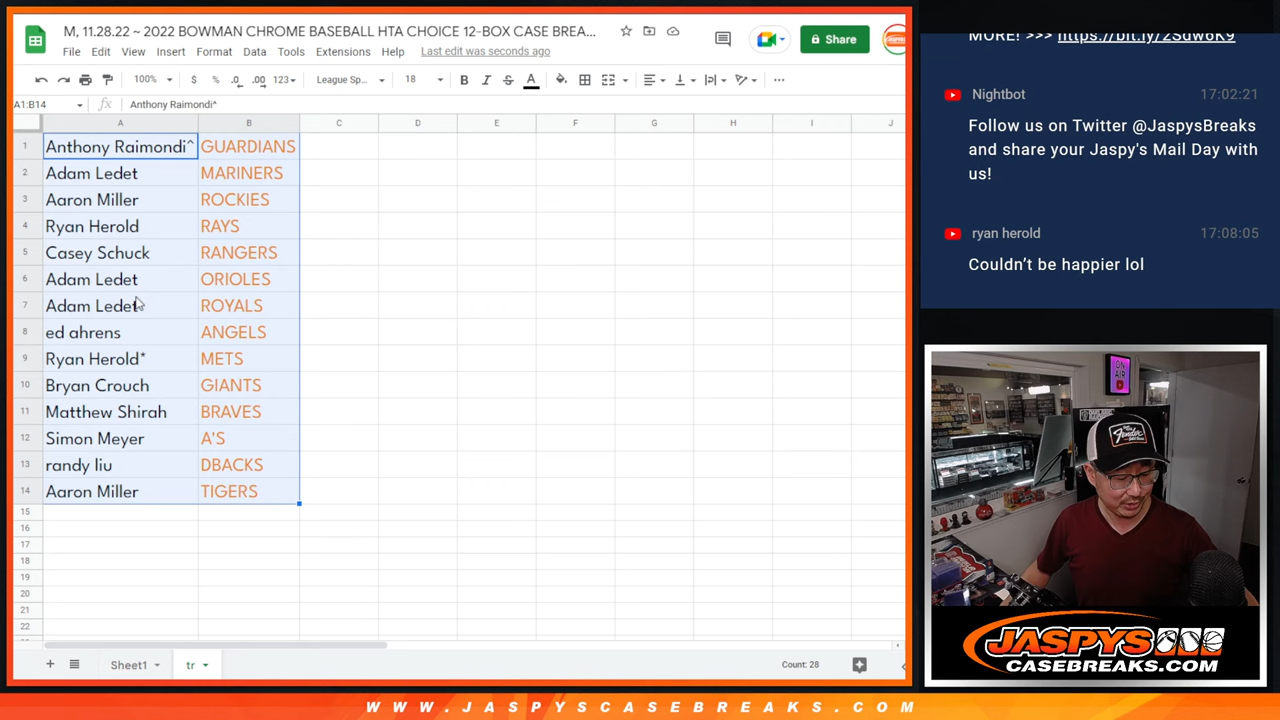 M, 11.28.22 ~ 2022 BOWMAN CHROME BASEBALL HTA CHOICE 12-BOX CASE BREA...
File Edit View Insert Format Data Tools Extensions Help Last edit was seconds ago
Share
100% $ % .0 .00 123 League Sp... 18 B I S A
A1:B14 fx Anthony Raimondi^
A B C D E F G H I J
1 Anthony Raimondi^ GUARDIANS
2 Adam Ledet MARINERS
3 Aaron Miller ROCKIES
4 Ryan Herold RAYS
5 Casey Schuck RANGERS
6 Adam Ledet ORIOLES
7 Adam Ledet ROYALS
8 ed ahrens ANGELS
9 Ryan Herold* METS
10 Bryan Crouch GIANTS
11 Matthew Shirah BRAVES
12 Simon Meyer A'S
13 randy liu DBACKS
14 Aaron Miller TIGERS
15
16
17
18
19
20
21
22
Sheet1 tr Count: 28
MORE! >>> https://bit.ly/2Sdw6K9
Nightbot 17:02:21
Follow us on Twitter @JaspysBreaks
and share your Jaspy's Mail Day with
us!
ryan herold 17:08:05
Couldn't be happier lol
ON AIR
Fender
JASPYS
CASEBREAKS.COM
WWW.JASPYSCASEBREAKS.COM